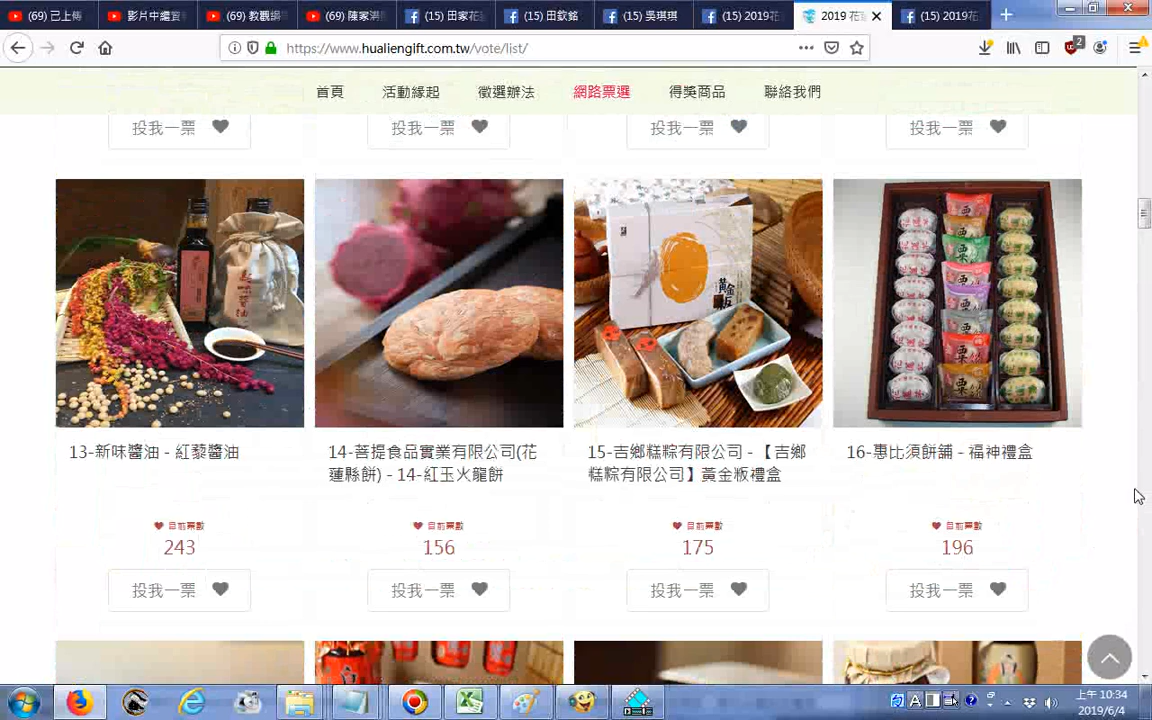 (69) 已上傳
影片中繼資
(69) 教觀綱
(69) 陳家淇
(15) 田家花
(15) 田欽銘
(15) 吳琪琪
(15) 2019花
2019 花
(15) 2019花
https://www.hualiengift.com.tw/vote/list/
2
首頁 活動緣起 徵選辦法 網路票選 得獎商品 聯絡我們
投我一票 投我一票 投我一票 投我一票
13-新味醬油 - 紅藜醬油
14-菩提食品實業有限公司(花
蓮縣餅) - 14-紅玉火龍餅
15-吉鄉糕粽有限公司 - 【吉鄉
糕粽有限公司】黃金粄禮盒
16-惠比須餅舖 - 福神禮盒
目前票數 目前票數 目前票數 目前票數
243 156 175 196
投我一票 投我一票 投我一票 投我一票
上午 10:34
2019/6/4